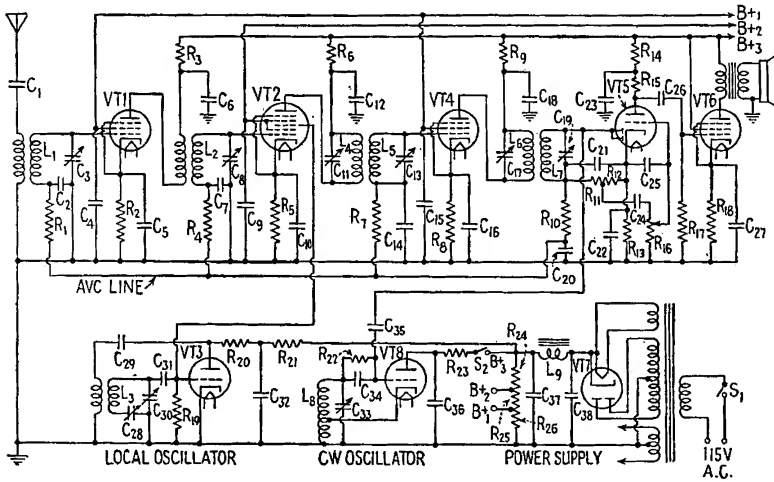 B+1
B+2
B+3
R3 R6 R9 R14
R15 C26
C1 VT1 C6 VT2 C12 VT4 C18 C23 VT5 VT6
C19
L1 C3 L2 C8 L4 C11 L5 C13 C17 L6 L7 C21 R12 C25
C2 C7 R11
R1 C4 R2 C5 R4 C9 R5 C10 R7 C14 C15 R8 C16 R10 C24 R17 R18 C27
C20 C22 R13 R16
AVC LINE
C35 R24
C29 VT3 R20 R21 R22 VT8 R23 S2 B+3 L9 VT7
C31 C34 B+2
L3 C30 R19 C32 L8 C33 C36 B+1 C37 C38 S1
C28 R25 R26
115V
A.C.
LOCAL OSCILLATOR CW OSCILLATOR POWER SUPPLY